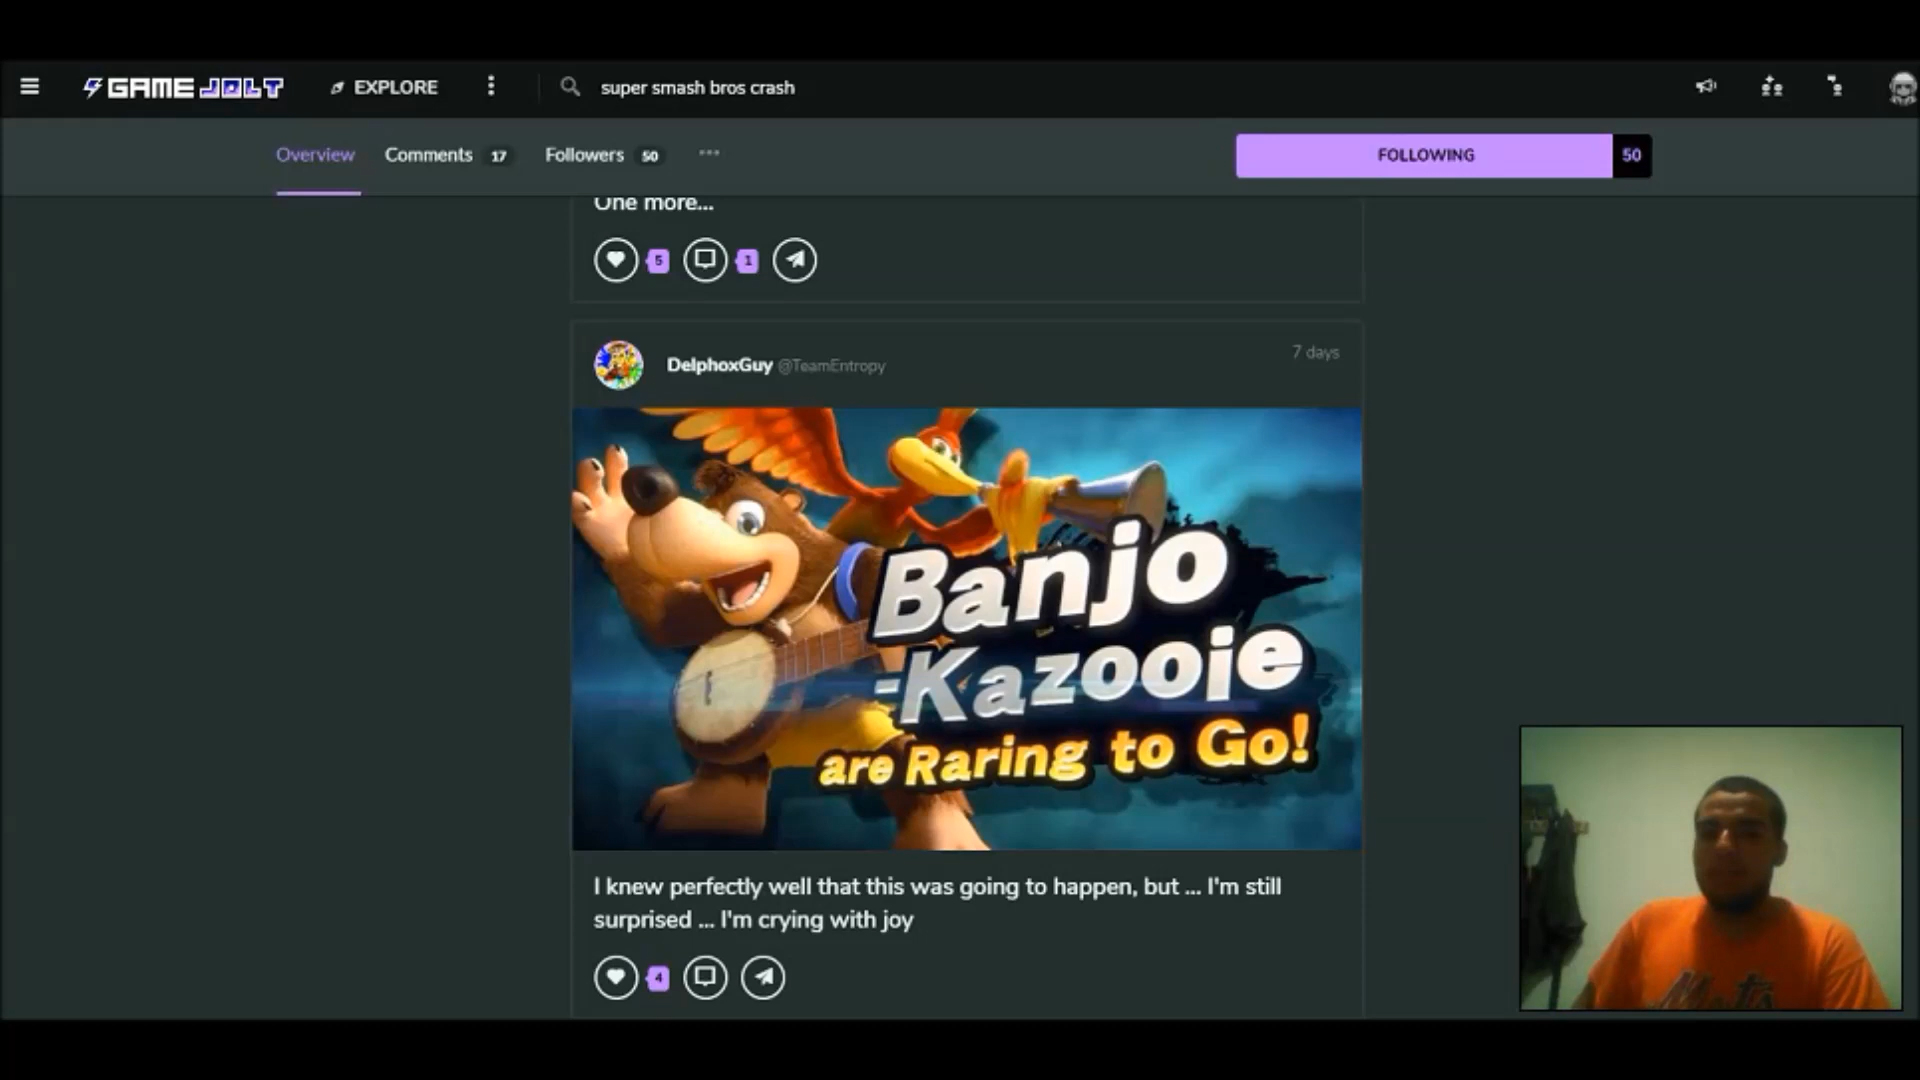 GAME JOLT EXPLORE super smash bros crash
Overview Comments 17 Followers 50 FOLLOWING 50
One more...
5 1
DelphoxGuy @TeamEntropy 7 days
Banjo
-Kazooie
are Raring to Go!
I knew perfectly well that this was going to happen, but ... I'm still
surprised ... I'm crying with joy
4
Mets